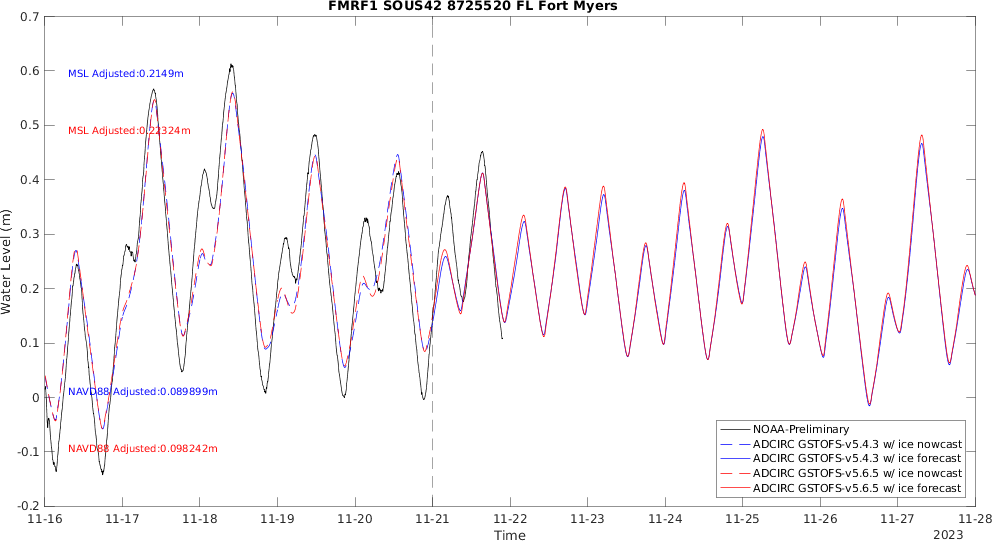 FMRF1 SOUS42 8725520 FL Fort Myers
0.7
0.6
0.5
0.4
0.3
0.2
0.1
0
-0.1
-0.2
Water Level (m)
MSL Adjusted:0.2149m
MSL Adjusted:0.22324m
NAVD88 Adjusted:0.089899m
NAVD88 Adjusted:0.098242m
NOAA-Preliminary
ADCIRC GSTOFS-v5.4.3 w/ ice nowcast
ADCIRC GSTOFS-v5.4.3 w/ ice forecast
ADCIRC GSTOFS-v5.6.5 w/ ice nowcast
ADCIRC GSTOFS-v5.6.5 w/ ice forecast
11-16 11-17 11-18 11-19 11-20 11-21 11-22 11-23 11-24 11-25 11-26 11-27 11-28
Time
2023